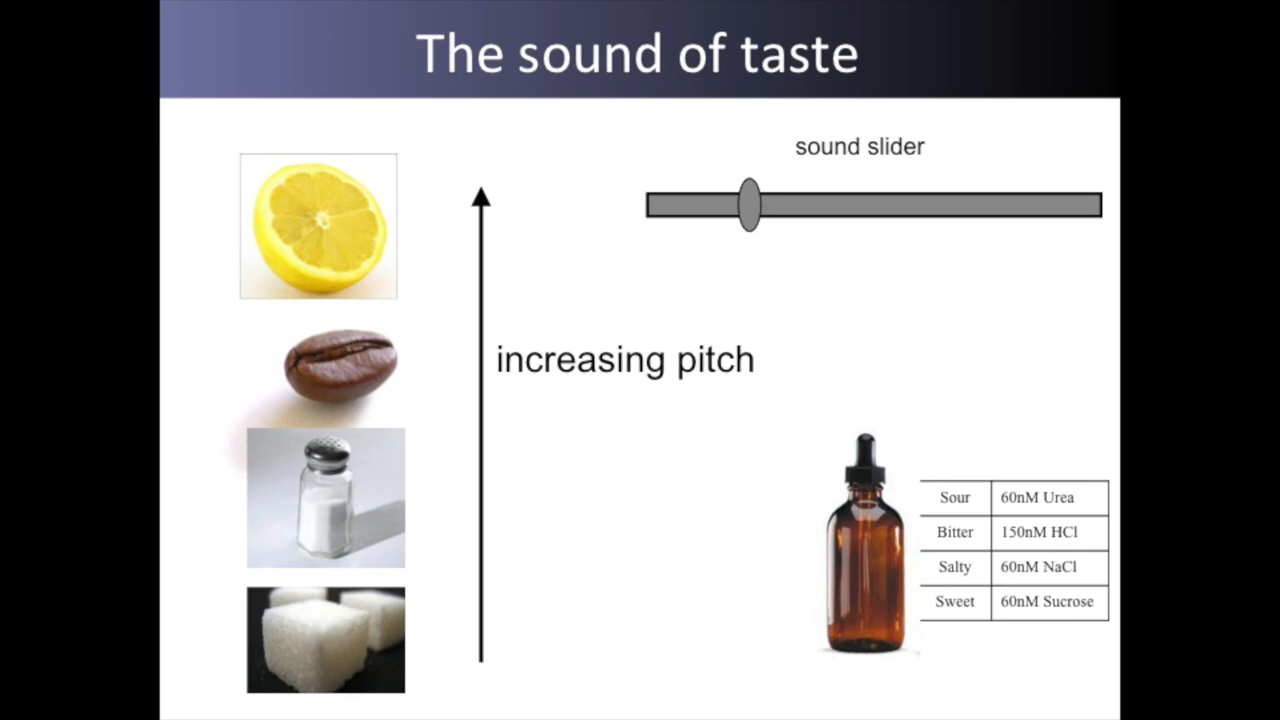 The sound of taste
sound slider
increasing pitch
Sour 60nM Urea
Bitter 150nM HCl
Salty 60nM NaCl
Sweet 60nM Sucrose